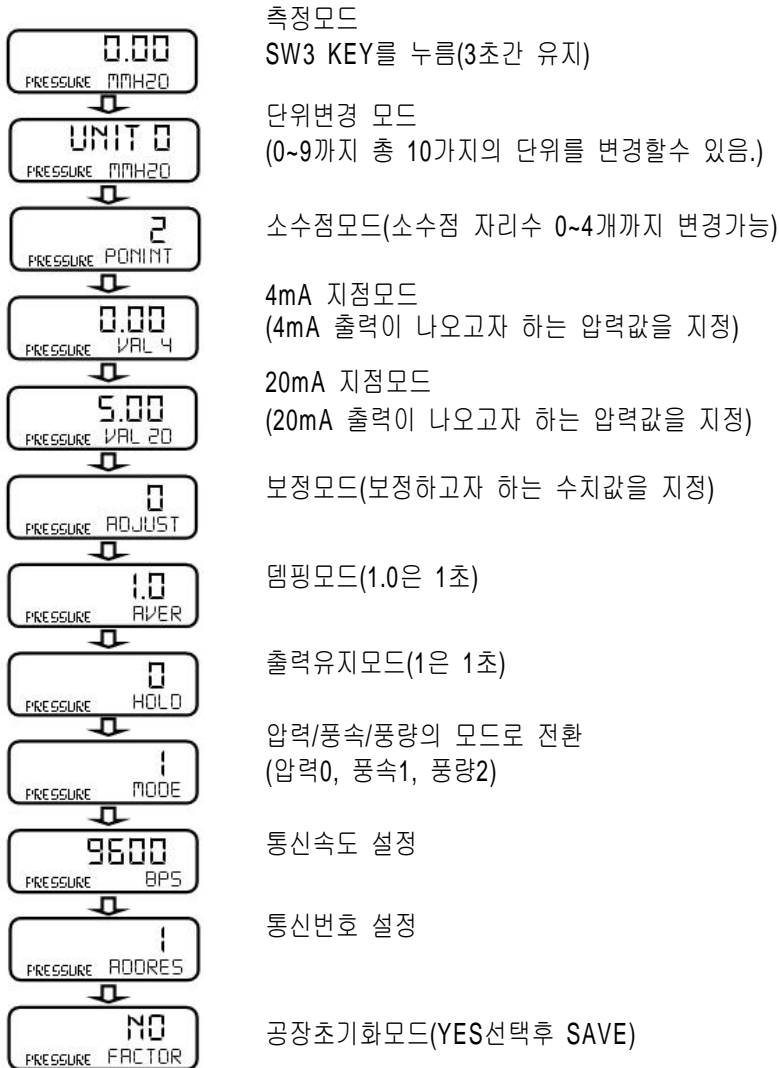 측정모드
0.00
SW3 KEY를 누름(3초간 유지)
PRESSURE MMH2O
단위변경 모드
UNIT 0
(0~9까지 총 10가지의 단위를 변경할수 있음.)
PRESSURE MMH2O
2
소수점모드(소수점 자리수 0~4개까지 변경가능)
PRESSURE PONINT
4mA 지점모드
0.00
(4mA 출력이 나오고자 하는 압력값을 지정)
PRESSURE VAL 4
20mA 지점모드
5.00
(20mA 출력이 나오고자 하는 압력값을 지정)
PRESSURE VAL 20
0
보정모드(보정하고자 하는 수치값을 지정)
PRESSURE ADJUST
1.0
뎀핑모드(1.0은 1초)
PRESSURE AVER
0
출력유지모드(1은 1초)
PRESSURE HOLD
압력/풍속/풍량의 모드로 전환
1
(압력0, 풍속1, 풍량2)
PRESSURE MODE
9600
통신속도 설정
PRESSURE BPS
1
통신번호 설정
PRESSURE ADDRES
NO
공장초기화모드(YES선택후 SAVE)
PRESSURE FACTOR